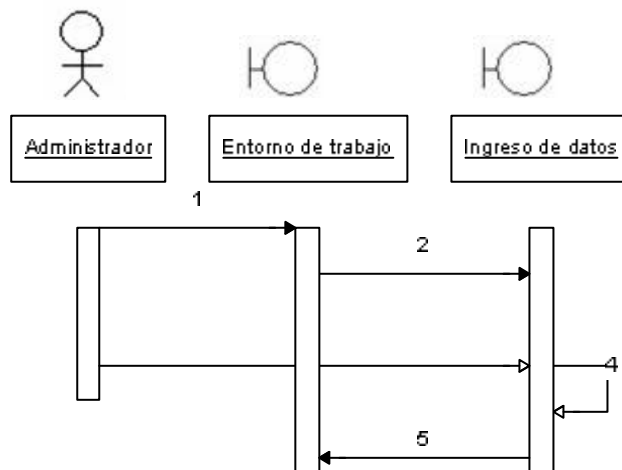 Administrador
Entorno de trabajo
Ingreso de datos
1
2
4
5